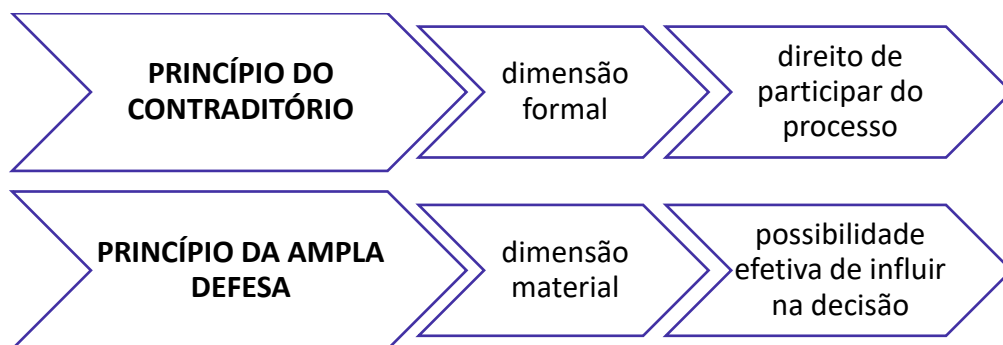 PRINCÍPIO DO
CONTRADITÓRIO
dimensão
formal
direito de
participar do
processo
PRINCÍPIO DA AMPLA
DEFESA
dimensão
material
possibilidade
efetiva de influir
na decisão